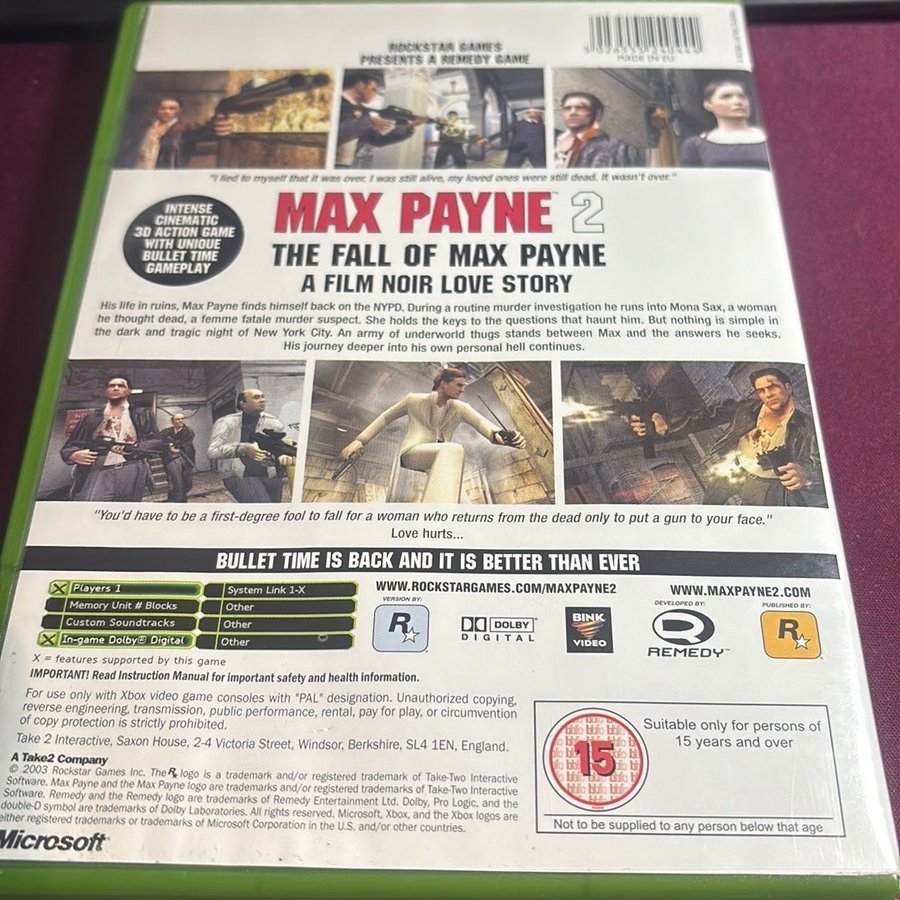 ROCKSTAR GAMES
PRESENTS A REMEDY GAME
MADE IN EU
"I lied to myself that it was over. I was still alive, my loved ones were still dead. It wasn't over."
INTENSE
CINEMATIC
3D ACTION GAME
WITH UNIQUE
BULLET TIME
GAMEPLAY
MAX PAYNE™ 2
THE FALL OF MAX PAYNE
A FILM NOIR LOVE STORY
His life in ruins, Max Payne finds himself back on the NYPD. During a routine murder investigation he runs into Mona Sax, a woman
he thought dead, a femme fatale murder suspect. She holds the keys to the questions that haunt him. But nothing is simple in
the dark and tragic night of New York City. An army of underworld thugs stands between Max and the answers he seeks.
His journey deeper into his own personal hell continues.
"You'd have to be a first-degree fool to fall for a woman who returns from the dead only to put a gun to your face."
Love hurts...
BULLET TIME IS BACK AND IT IS BETTER THAN EVER
X Players 1
System Link 1-X
Memory Unit # Blocks
Other
Custom Soundtracks
Other
X In-game Dolby® Digital
Other
X = features supported by this game
WWW.ROCKSTARGAMES.COM/MAXPAYNE2
WWW.MAXPAYNE2.COM
VERSION BY:
R
DOLBY
DIGITAL
BINK
VIDEO
DEVELOPED BY:
REMEDY™
PUBLISHED BY:
R
IMPORTANT! Read Instruction Manual for important safety and health information.
For use only with Xbox video game consoles with "PAL" designation. Unauthorized copying,
reverse engineering, transmission, public performance, rental, pay for play, or circumvention
of copy protection is strictly prohibited.
Take 2 Interactive, Saxon House, 2-4 Victoria Street, Windsor, Berkshire, SL4 1EN, England.
A Take2 Company
© 2003 Rockstar Games Inc. The R logo is a trademark and/or registered trademark of Take-Two Interactive
Software. Max Payne and the Max Payne logo are trademarks and/or registered trademarks of Take-Two Interactive
Software. Remedy and the Remedy logo are trademarks of Remedy Entertainment Ltd. Dolby, Pro Logic, and the
double-D symbol are trademarks of Dolby Laboratories. All rights reserved. Microsoft, Xbox, and the Xbox logos are
either registered trademarks or trademarks of Microsoft Corporation in the U.S. and/or other countries.
Microsoft
15
Suitable only for persons of
15 years and over
Not to be supplied to any person below that age